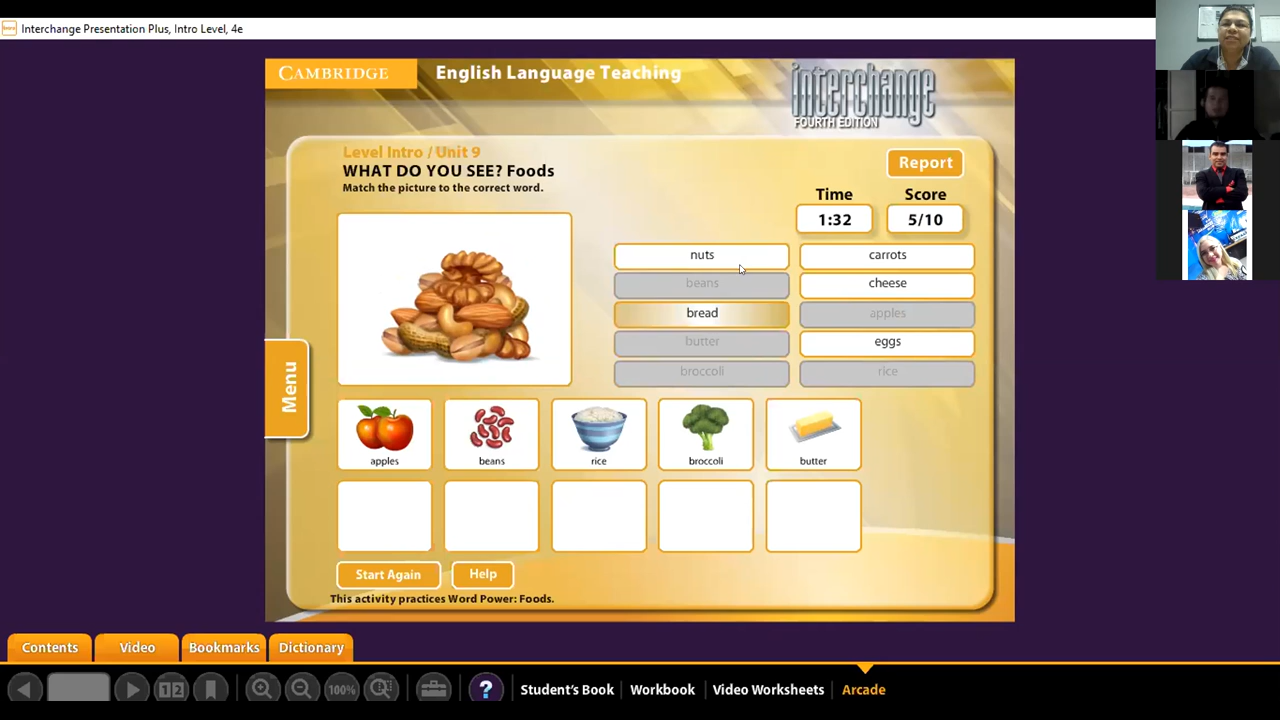 Interchange Presentation Plus, Intro Level, 4e
CAMBRIDGE
English Language Teaching
interchange
FOURTH EDITION
Level Intro / Unit 9
WHAT DO YOU SEE? Foods
Match the picture to the correct word.
Report
Time
Score
1:32
5/10
nuts
carrots
beans
cheese
bread
apples
butter
eggs
broccoli
rice
Menu
apples
beans
rice
broccoli
butter
Start Again
Help
This activity practices Word Power: Foods.
Contents
Video
Bookmarks
Dictionary
12
100%
?
Student's Book
Workbook
Video Worksheets
Arcade